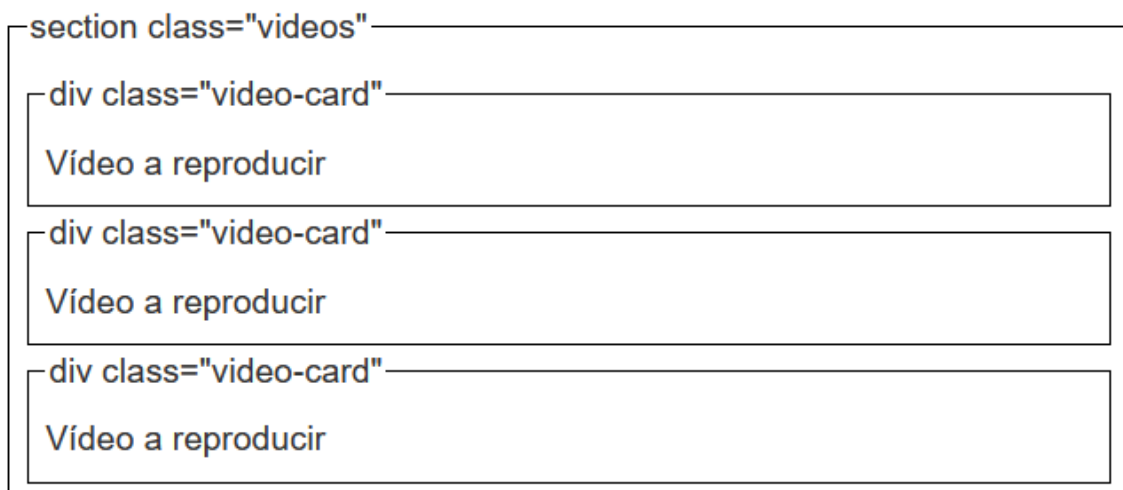 section class="videos"
div class="video-card"
Vídeo a reproducir
div class="video-card"
Vídeo a reproducir
div class="video-card"
Vídeo a reproducir